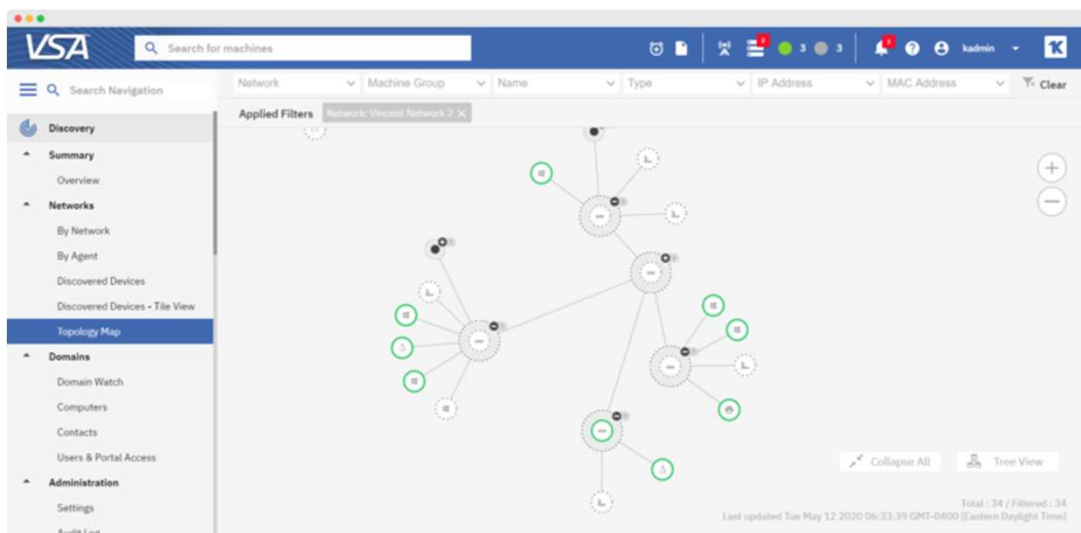 VSA
Search for machines
3
3
kadmin
Search Navigation
Network
Machine Group
Name
Type
IP Address
MAC Address
Clear
Applied Filters
Network: Vincent Network 2
Discovery
Summary
Overview
Networks
By Network
By Agent
Discovered Devices
Discovered Devices - Tile View
Topology Map
Domains
Domain Watch
Computers
Contacts
Users & Portal Access
Administration
Settings
Audit Log
Collapse All
Tree View
Total : 34 / Filtered : 34
Last updated Tue May 12 2020 06:33:39 GMT-0400 (Eastern Daylight Time)